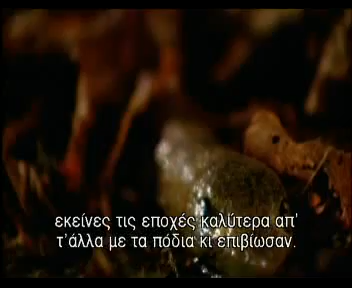 εκείνες τις εποχές καλύτερα απ'
τ'άλλα με τα πόδια κι επιβίωσαν.